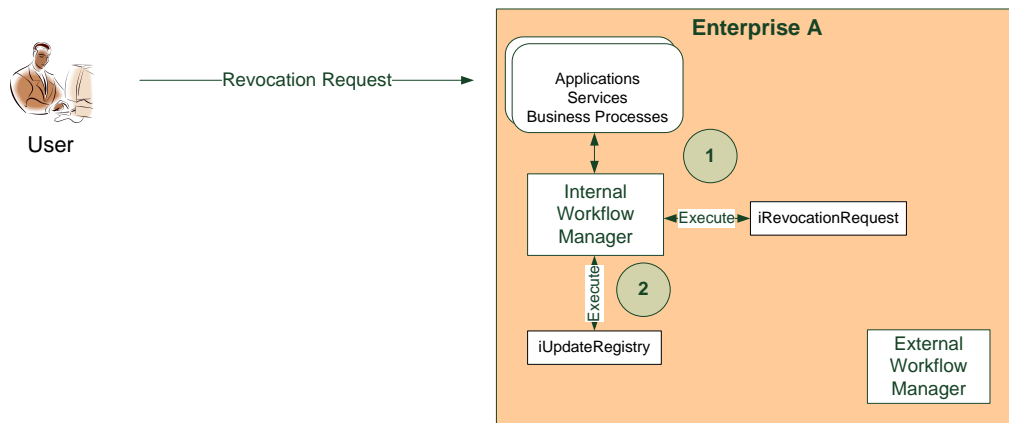 Enterprise A
Revocation Request
User
Applications
Services
Business Processes
1
Internal
Workflow
Manager
Execute
iRevocationRequest
Execute
2
iUpdateRegistry
External
Workflow
Manager